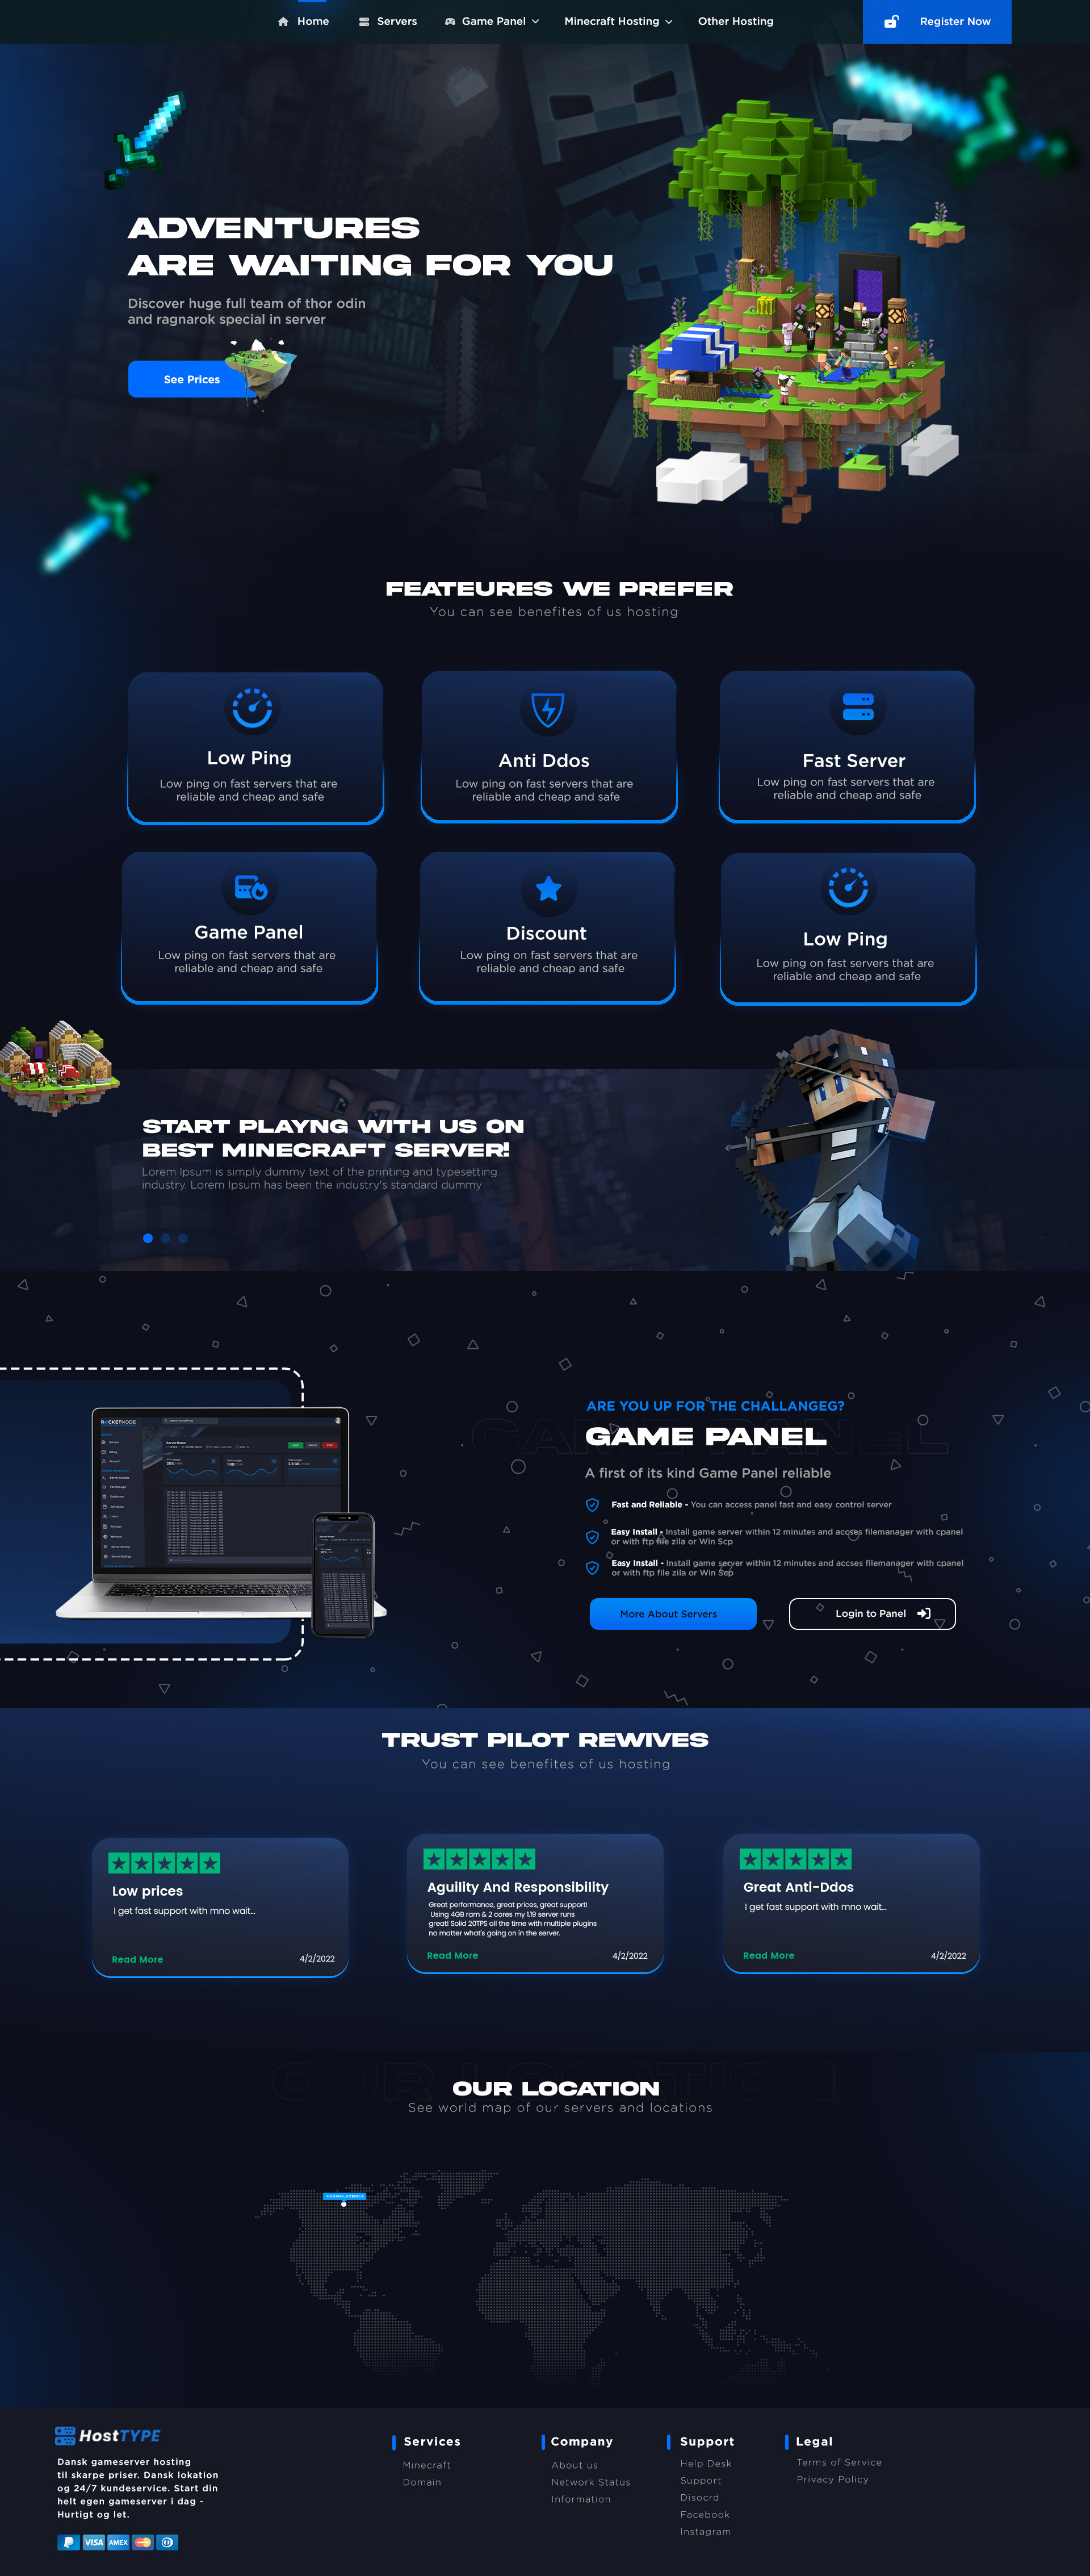 Home
Servers
Game Panel
Minecraft Hosting
Other Hosting
Register Now
ADVENTURES
ARE WAITING FOR YOU
Discover huge full team of thor odin
and ragnarok special in server
See Prices
FEATEURES WE PREFER
You can see benefites of us hosting
Low Ping
Low ping on fast servers that are
reliable and cheap and safe
Anti Ddos
Low ping on fast servers that are
reliable and cheap and safe
Fast Server
Low ping on fast servers that are
reliable and cheap and safe
Game Panel
Low ping on fast servers that are
reliable and cheap and safe
Discount
Low ping on fast servers that are
reliable and cheap and safe
Low Ping
Low ping on fast servers that are
reliable and cheap and safe
START PLAYNG WITH US ON
BEST MINECRAFT SERVER!
Lorem Ipsum is simply dummy text of the printing and typesetting
industry. Lorem Ipsum has been the industry's standard dummy
ROCKETNODE
ARE YOU UP FOR THE CHALLANGEG?
GAME PANEL
GAME PANEL
A first of its kind Game Panel reliable
Fast and Reliable - You can access panel fast and easy control server
Easy Install - Install game server within 12 minutes and accses filemanager with cpanel
or with ftp file zila or Win Scp
Easy Install - Install game server within 12 minutes and accses filemanager with cpanel
or with ftp file zila or Win Scp
More About Servers
Login to Panel
TRUST PILOT REWIVES
You can see benefites of us hosting
Low prices
I get fast support with mno wait...
Read More
4/2/2022
Aguility And Responsibility
Great performance, great prices, great support!
Using 4GB ram & 2 cores my 1.19 server runs
great! Solid 20TPS all the time with multiple plugins
no matter what's going on in the server.
Read More
4/2/2022
Great Anti-Ddos
I get fast support with mno wait...
Read More
4/2/2022
OUR LOCATION
OUR LOCATION
See world map of our servers and locations
HostTYPE
Dansk gameserver hosting
til skarpe priser. Dansk lokation
og 24/7 kundeservice. Start din
helt egen gameserver i dag -
Hurtigt og let.
VISA
AMEX
Services
Minecraft
Domain
Company
About us
Network Status
Information
Support
Help Desk
Support
Disocrd
Facebook
Instagram
Legal
Terms of Service
Privacy Policy